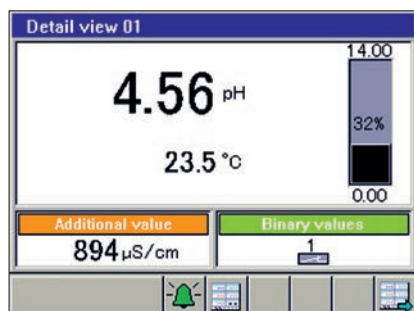 Detail view 01
14.00
4.56 pH
32%
23.5 °C
0.00
Additional value
Binary values
894 µS/cm
1